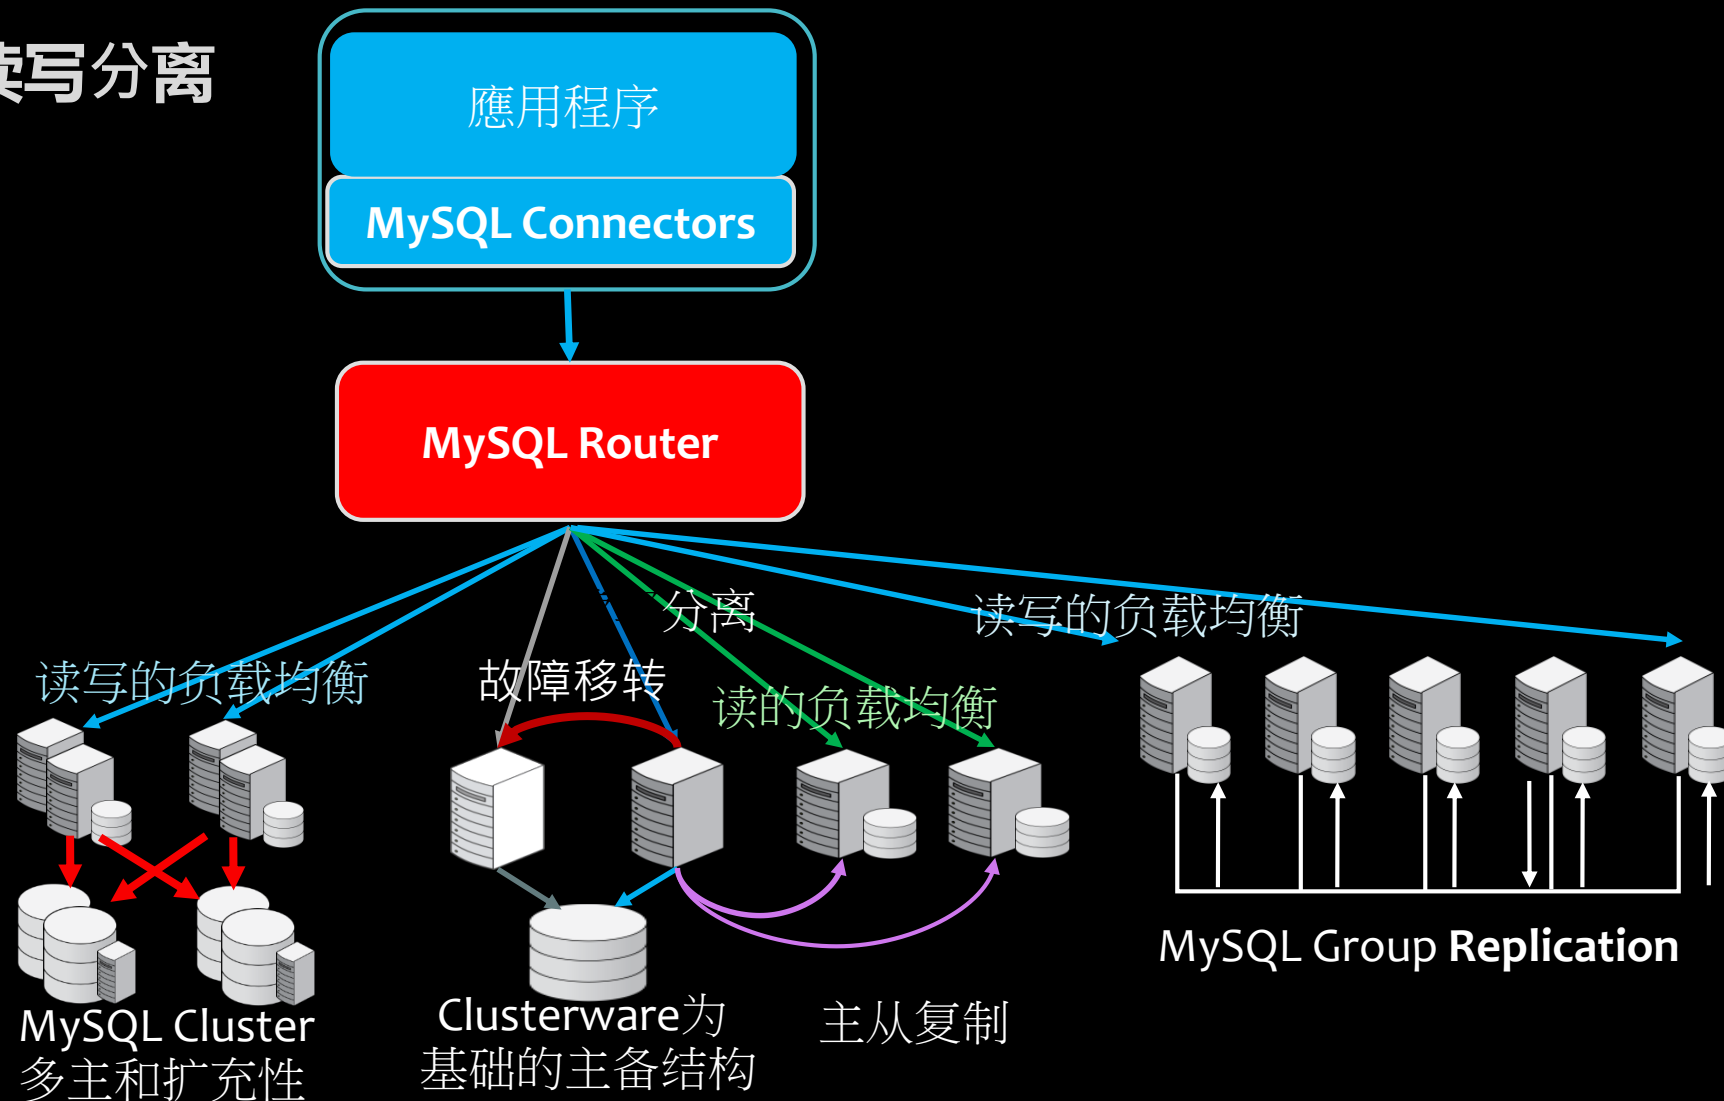 写分离
應用程序
MySQL Connectors
MySQL Router
分离
读写的负载均衡
读写的负载均衡
故障移转
读的负载均衡
MySQL Group Replication
MySQL Cluster
多主和扩充性
Clusterware为
基础的主备结构
主从复制